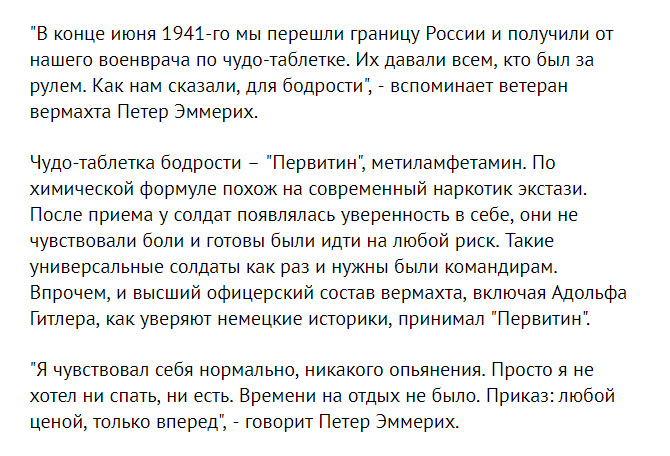 "В конце июня 1941-го мы перешли границу России и получили от
нашего военврача по чудо-таблетке. Их давали всем, кто был за
рулем. Как нам сказали, для бодрости", - вспоминает ветеран
вермахта Петер Эммерих.
Чудо-таблетка бодрости – "Первитин", метиламфетамин. По
химической формуле похож на современный наркотик экстази.
После приема у солдат появлялась уверенность в себе, они не
чувствовали боли и готовы были идти на любой риск. Такие
универсальные солдаты как раз и нужны были командирам.
Впрочем, и высший офицерский состав вермахта, включая Адольфа
Гитлера, как уверяют немецкие историки, принимал "Первитин".
"Я чувствовал себя нормально, никакого опьянения. Просто я не
хотел ни спать, ни есть. Времени на отдых не было. Приказ: любой
ценой, только вперед", - говорит Петер Эммерих.